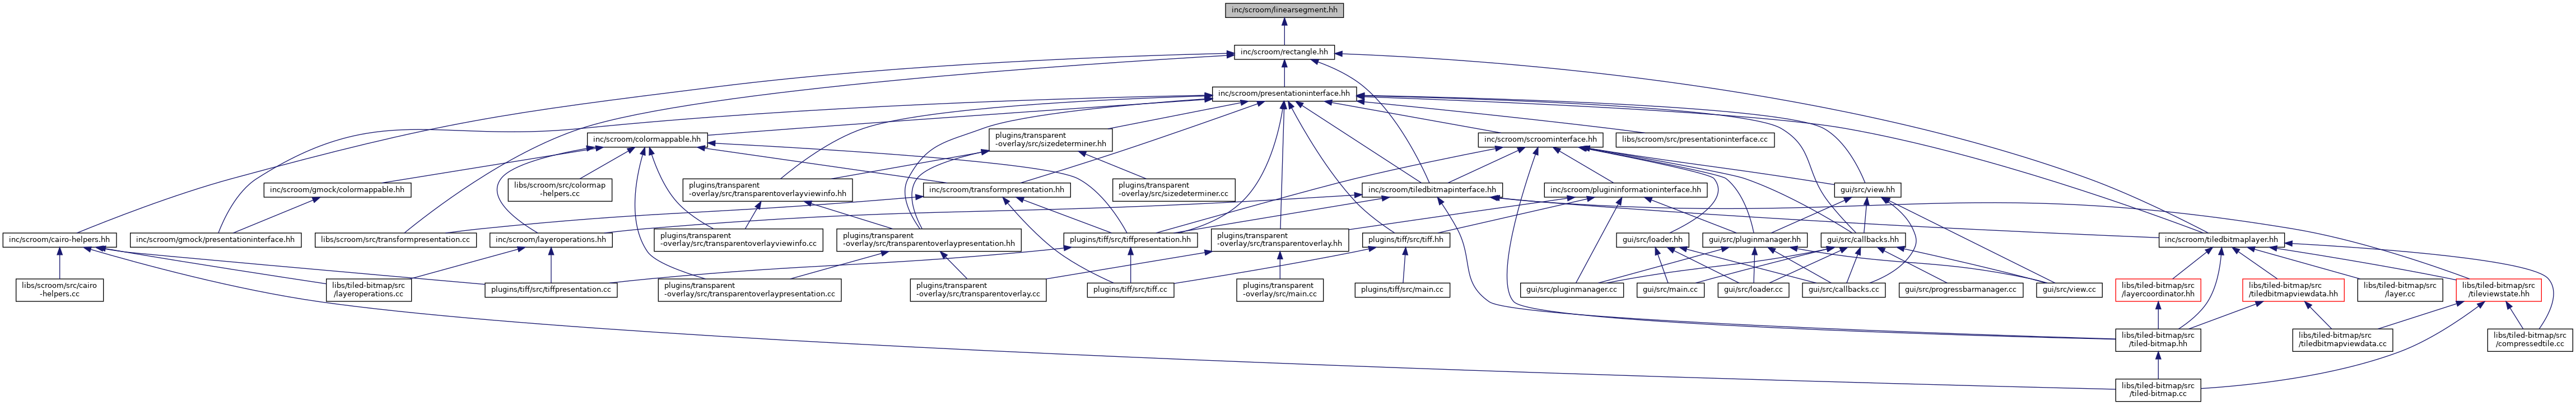 inc/scroom/linearsegment.hh
inc/scroom/rectangle.hh
inc/scroom/presentationinterface.hh
inc/scroom/colormappable.hh
plugins/transparent
-overlay/src/sizedeterminer.hh
inc/scroom/scroominterface.hh
libs/scroom/src/presentationinterface.cc
inc/scroom/gmock/colormappable.hh
libs/scroom/src/colormap
-helpers.cc
plugins/transparent
-overlay/src/transparentoverlayviewinfo.hh
inc/scroom/transformpresentation.hh
plugins/transparent
-overlay/src/sizedeterminer.cc
inc/scroom/tiledbitmapinterface.hh
inc/scroom/plugininformationinterface.hh
gui/src/view.hh
inc/scroom/cairo-helpers.hh
inc/scroom/gmock/presentationinterface.hh
libs/scroom/src/transformpresentation.cc
inc/scroom/layeroperations.hh
plugins/transparent
-overlay/src/transparentoverlayviewinfo.cc
plugins/transparent
-overlay/src/transparentoverlaypresentation.hh
plugins/tiff/src/tiffpresentation.hh
plugins/transparent
-overlay/src/transparentoverlay.hh
plugins/tiff/src/tiff.hh
gui/src/loader.hh
gui/src/pluginmanager.hh
gui/src/callbacks.hh
inc/scroom/tiledbitmaplayer.hh
libs/scroom/src/cairo
-helpers.cc
libs/tiled-bitmap/src
/layeroperations.cc
plugins/tiff/src/tiffpresentation.cc
plugins/transparent
-overlay/src/transparentoverlaypresentation.cc
plugins/transparent
-overlay/src/transparentoverlay.cc
plugins/tiff/src/tiff.cc
plugins/transparent
-overlay/src/main.cc
plugins/tiff/src/main.cc
gui/src/pluginmanager.cc
gui/src/main.cc
gui/src/loader.cc
gui/src/callbacks.cc
gui/src/progressbarmanager.cc
gui/src/view.cc
libs/tiled-bitmap/src
/layercoordinator.hh
libs/tiled-bitmap/src
/tiledbitmapviewdata.hh
libs/tiled-bitmap/src
/layer.cc
libs/tiled-bitmap/src
/tileviewstate.hh
libs/tiled-bitmap/src
/tiled-bitmap.hh
libs/tiled-bitmap/src
/tiledbitmapviewdata.cc
libs/tiled-bitmap/src
/compressedtile.cc
libs/tiled-bitmap/src
/tiled-bitmap.cc